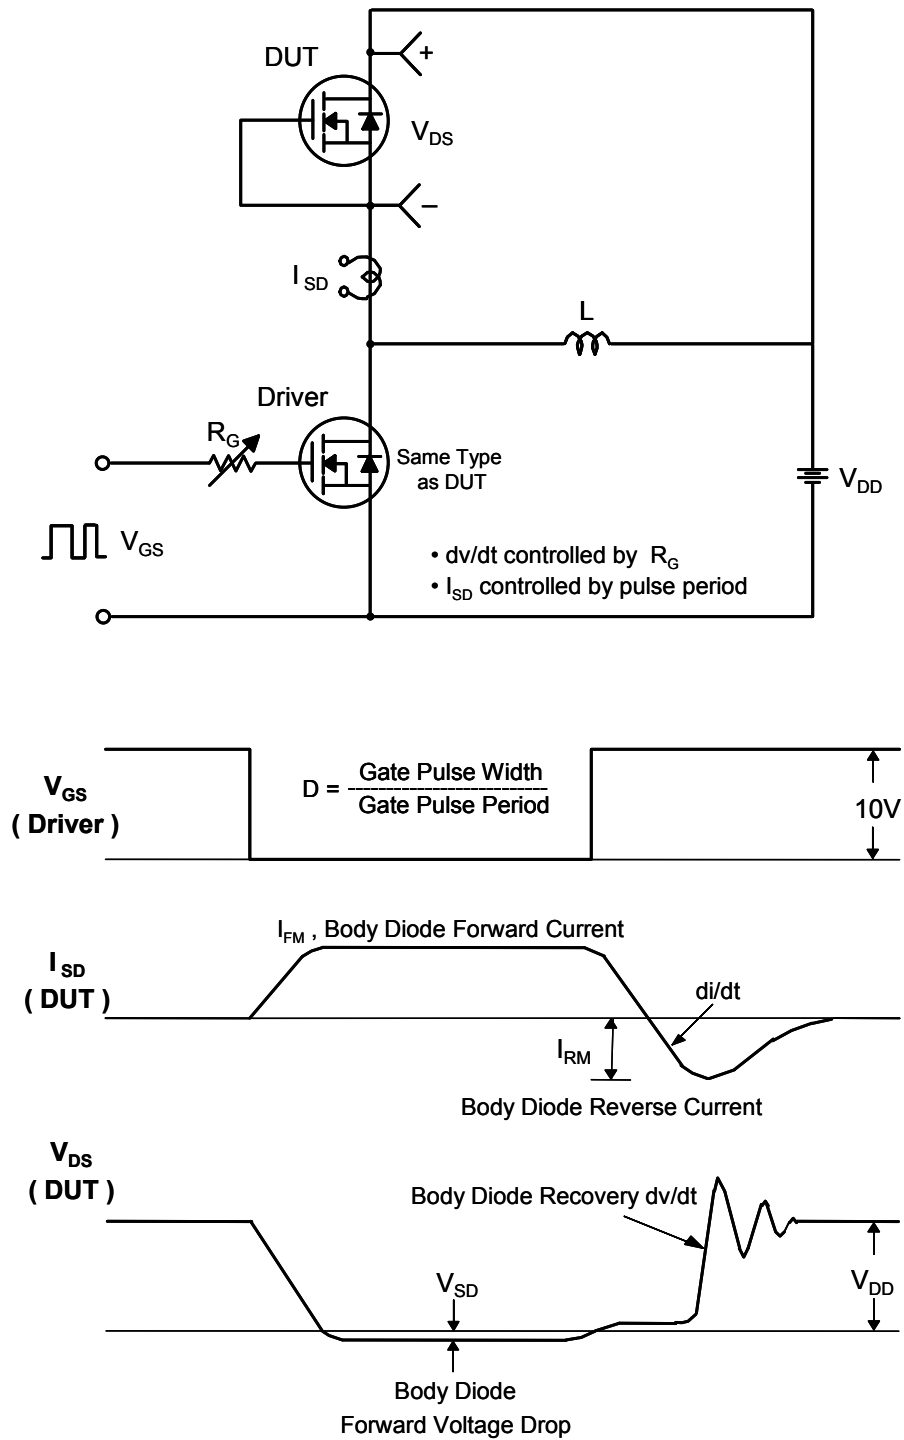 DUT
+
V_DS
−
I_SD
L
Driver
R_G
Same Type
as DUT
V_DD
V_GS
• dv/dt controlled by R_G
• I_SD controlled by pulse period
V_GS
( Driver )
D = Gate Pulse Width
Gate Pulse Period
10V
I_FM , Body Diode Forward Current
I_SD
( DUT )
di/dt
I_RM
Body Diode Reverse Current
V_DS
( DUT )
Body Diode Recovery dv/dt
V_SD
V_DD
Body Diode
Forward Voltage Drop